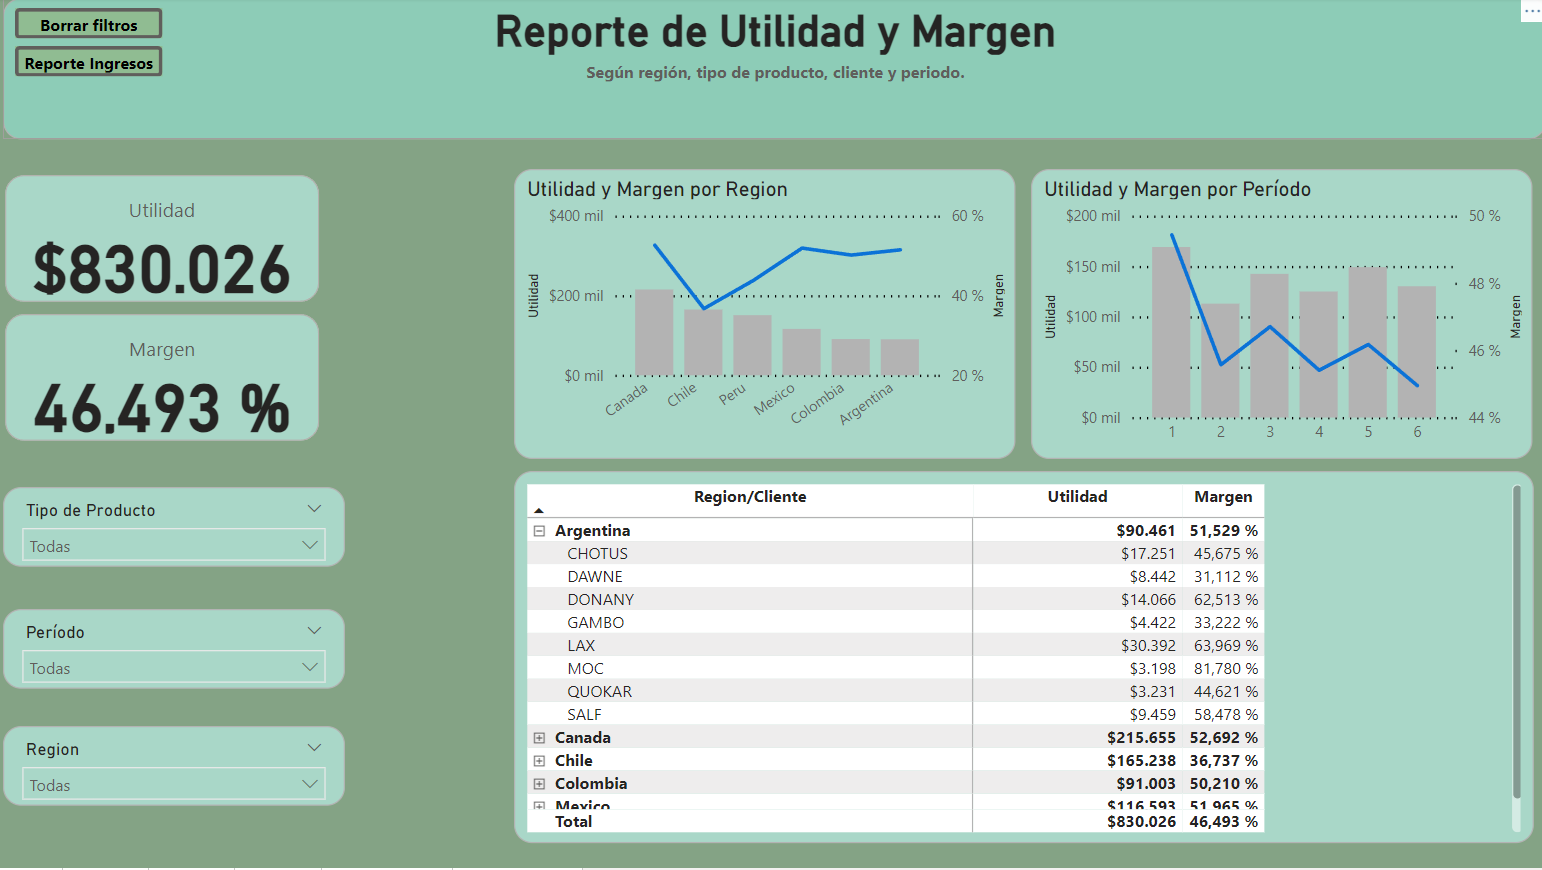 Borrar filtros
Reporte Ingresos
Reporte de Utilidad y Margen
Según región, tipo de producto, cliente y periodo.
Utilidad
$830.026
Margen
46.493 %
Tipo de Producto
Todas
Período
Todas
Region
Todas
Utilidad y Margen por Region
$400 mil
$200 mil
$0 mil
Utilidad
60 %
40 %
20 %
Margen
Canada Chile Peru Mexico Colombia Argentina
Utilidad y Margen por Período
$200 mil
$150 mil
$100 mil
$50 mil
$0 mil
Utilidad
50 %
48 %
46 %
44 %
Margen
1 2 3 4 5 6
Region/Cliente Utilidad Margen
Argentina $90.461 51,529 %
CHOTUS $17.251 45,675 %
DAWNE $8.442 31,112 %
DONANY $14.066 62,513 %
GAMBO $4.422 33,222 %
LAX $30.392 63,969 %
MOC $3.198 81,780 %
QUOKAR $3.231 44,621 %
SALF $9.459 58,478 %
Canada $215.655 52,692 %
Chile $165.238 36,737 %
Colombia $91.003 50,210 %
Mexico $116.593 51,965 %
Total $830.026 46,493 %